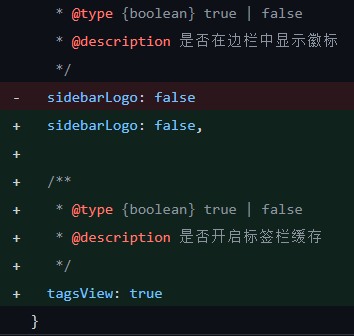 * @type {boolean} true | false
* @description 是否在边栏中显示徽标
*/
- sidebarLogo: false
+ sidebarLogo: false,
+
+ /**
+ * @type {boolean} true | false
+ * @description 是否开启标签栏缓存
+ */
+ tagsView: true
}